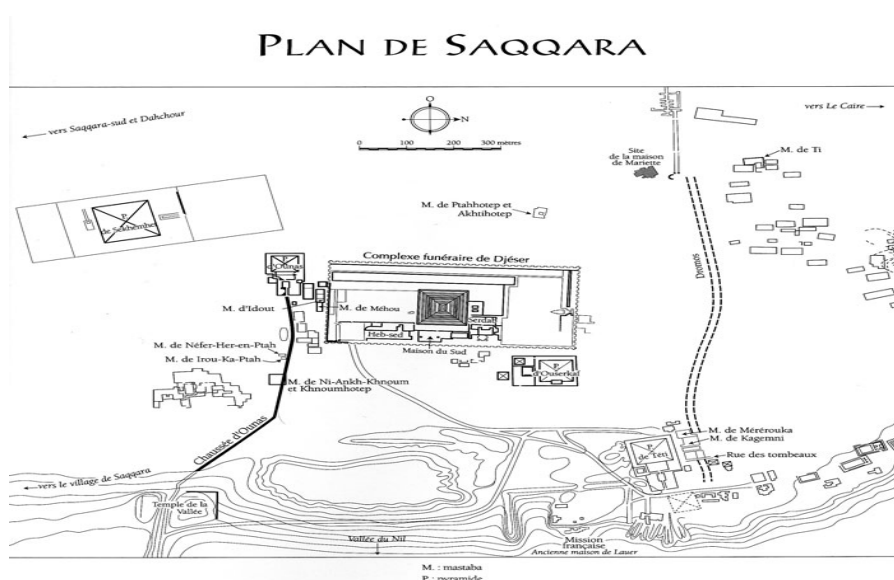 PLAN DE SAQQARA
vers Saqqara-sud et Dahchour
O
N
vers Le Caire
0 100 200 300 mètres
Site
de la maison
de Mariette
M. de Ti
M. de Ptahhotep et
Akhtihotep
P
de Sekhemhet
Complexe funéraire de Djéser
P
d'Ounas
Dromos
M. d'Idout
M. de Méhou
Serdab
Heb-sed
Maison du Sud
M. de Néfer-Her-en-Ptah
M. de Irou-Ka-Ptah
P
d'Ouserkaf
M. de Ni-Ankh-Khnoum
et Khnoumhotep
Chaussée d'Ounas
M. de Mérérouka
M. de Kagemni
P
de Téti
Rue des tombeaux
vers le village de Saqqara
Temple de la
Vallée
Vallée du Nil
Mission
française
Ancienne maison de Lauer
M. : mastaba
P : pyramide